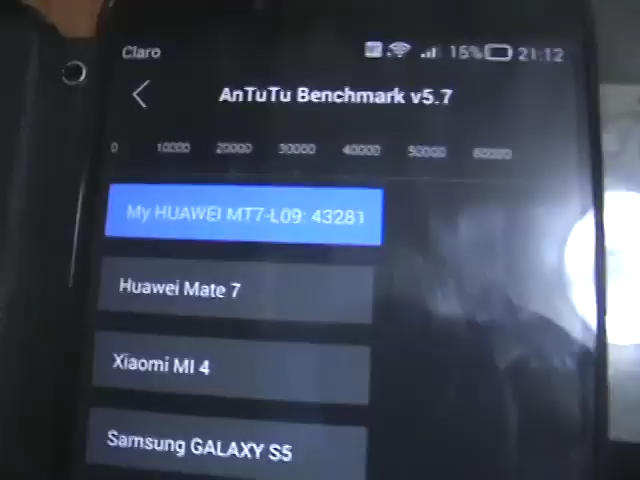 Claro 15% 21:12
AnTuTu Benchmark v5.7
0 10000 20000 30000 40000 50000 60000
My HUAWEI MT7-L09: 43281
Huawei Mate 7
Xiaomi MI 4
Samsung GALAXY S5